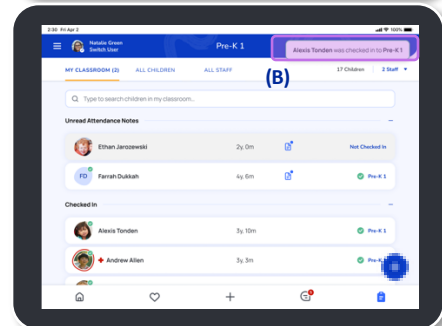 2:30 Fri Apr 2
100%
Natalie Green
Switch User
Pre-K 1
Alexis Tonden was checked in to Pre-K 1
MY CLASSROOM (2)
ALL CHILDREN
ALL STAFF
(B)
17 Children
2 Staff
Type to search children in my classroom..
Unread Attendance Notes
Ethan Jarozewski
2y, 0m
Not Checked In
FD
Farrah Dukkah
4y, 6m
Pre-K 1
Checked In
Alexis Tonden
3y, 10m
Pre-K 1
Andrew Allen
3y, 3m
Pre-K